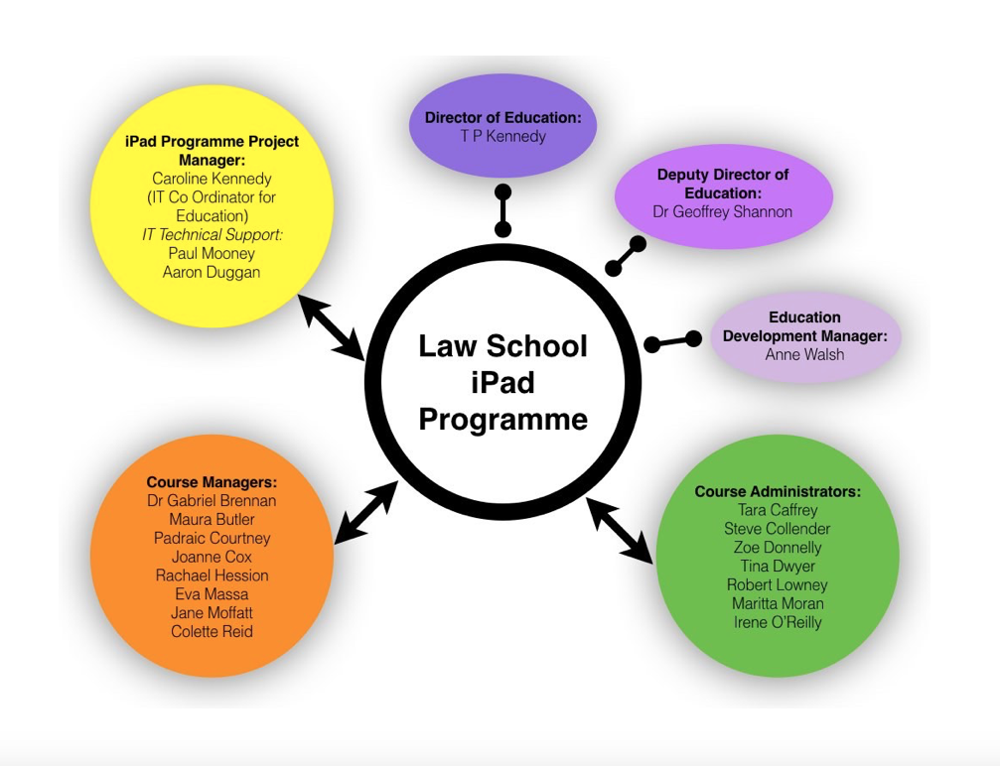 Director of Education:
T P Kennedy
iPad Programme Project
Manager:
Caroline Kennedy
(IT Co Ordinator for
Education)
IT Technical Support:
Paul Mooney
Aaron Duggan
Deputy Director of
Education:
Dr Geoffrey Shannon
Education
Development Manager:
Anne Walsh
Law School
iPad
Programme
Course Managers:
Dr Gabriel Brennan
Maura Butler
Padraic Courtney
Joanne Cox
Rachael Hession
Eva Massa
Jane Moffatt
Colette Reid
Course Administrators:
Tara Caffrey
Steve Collender
Zoe Donnelly
Tina Dwyer
Robert Lowney
Maritta Moran
Irene O'Reilly